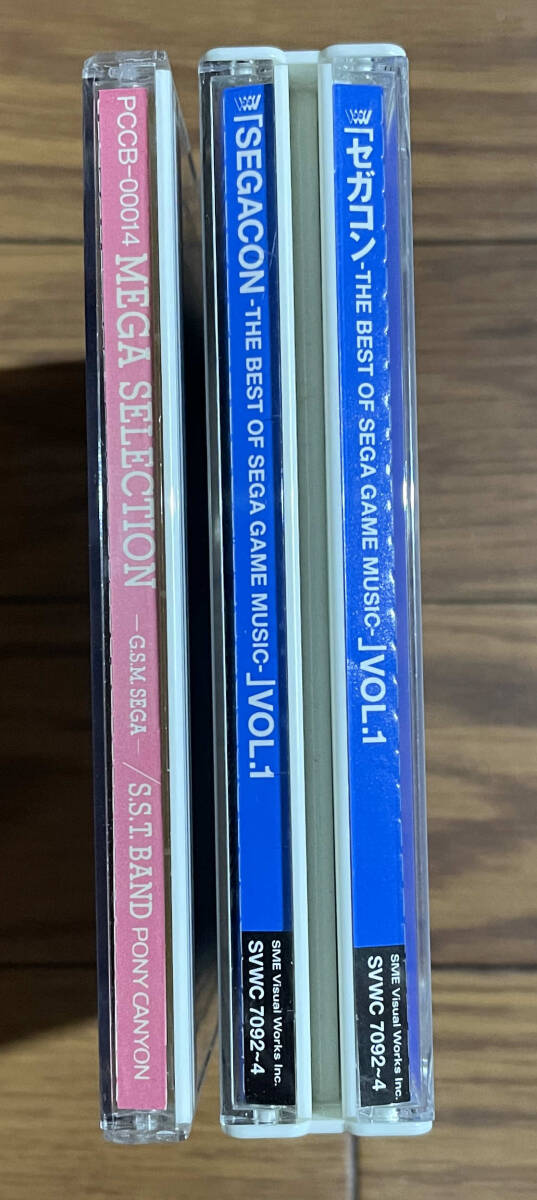 PCCB-00014 MEGA SELECTION —G.S.M. SEGA— / S.S.T. BAND PONY CANYON
「SEGACON -THE BEST OF SEGA GAME MUSIC-」VOL.1
SME Visual Works Inc.
SVWC 7092~4
「セガコン -THE BEST OF SEGA GAME MUSIC-」VOL.1
SME Visual Works Inc.
SVWC 7092~4